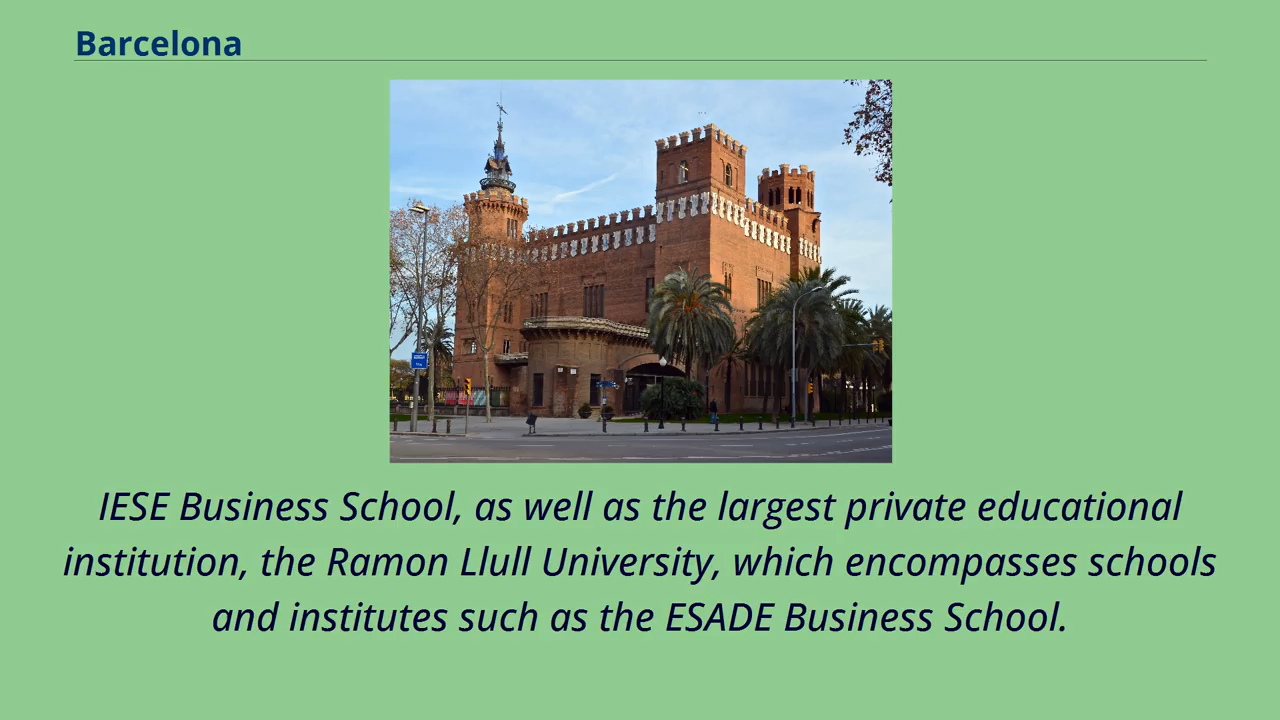 Barcelona
IESE Business School, as well as the largest private educational
institution, the Ramon Llull University, which encompasses schools
and institutes such as the ESADE Business School.